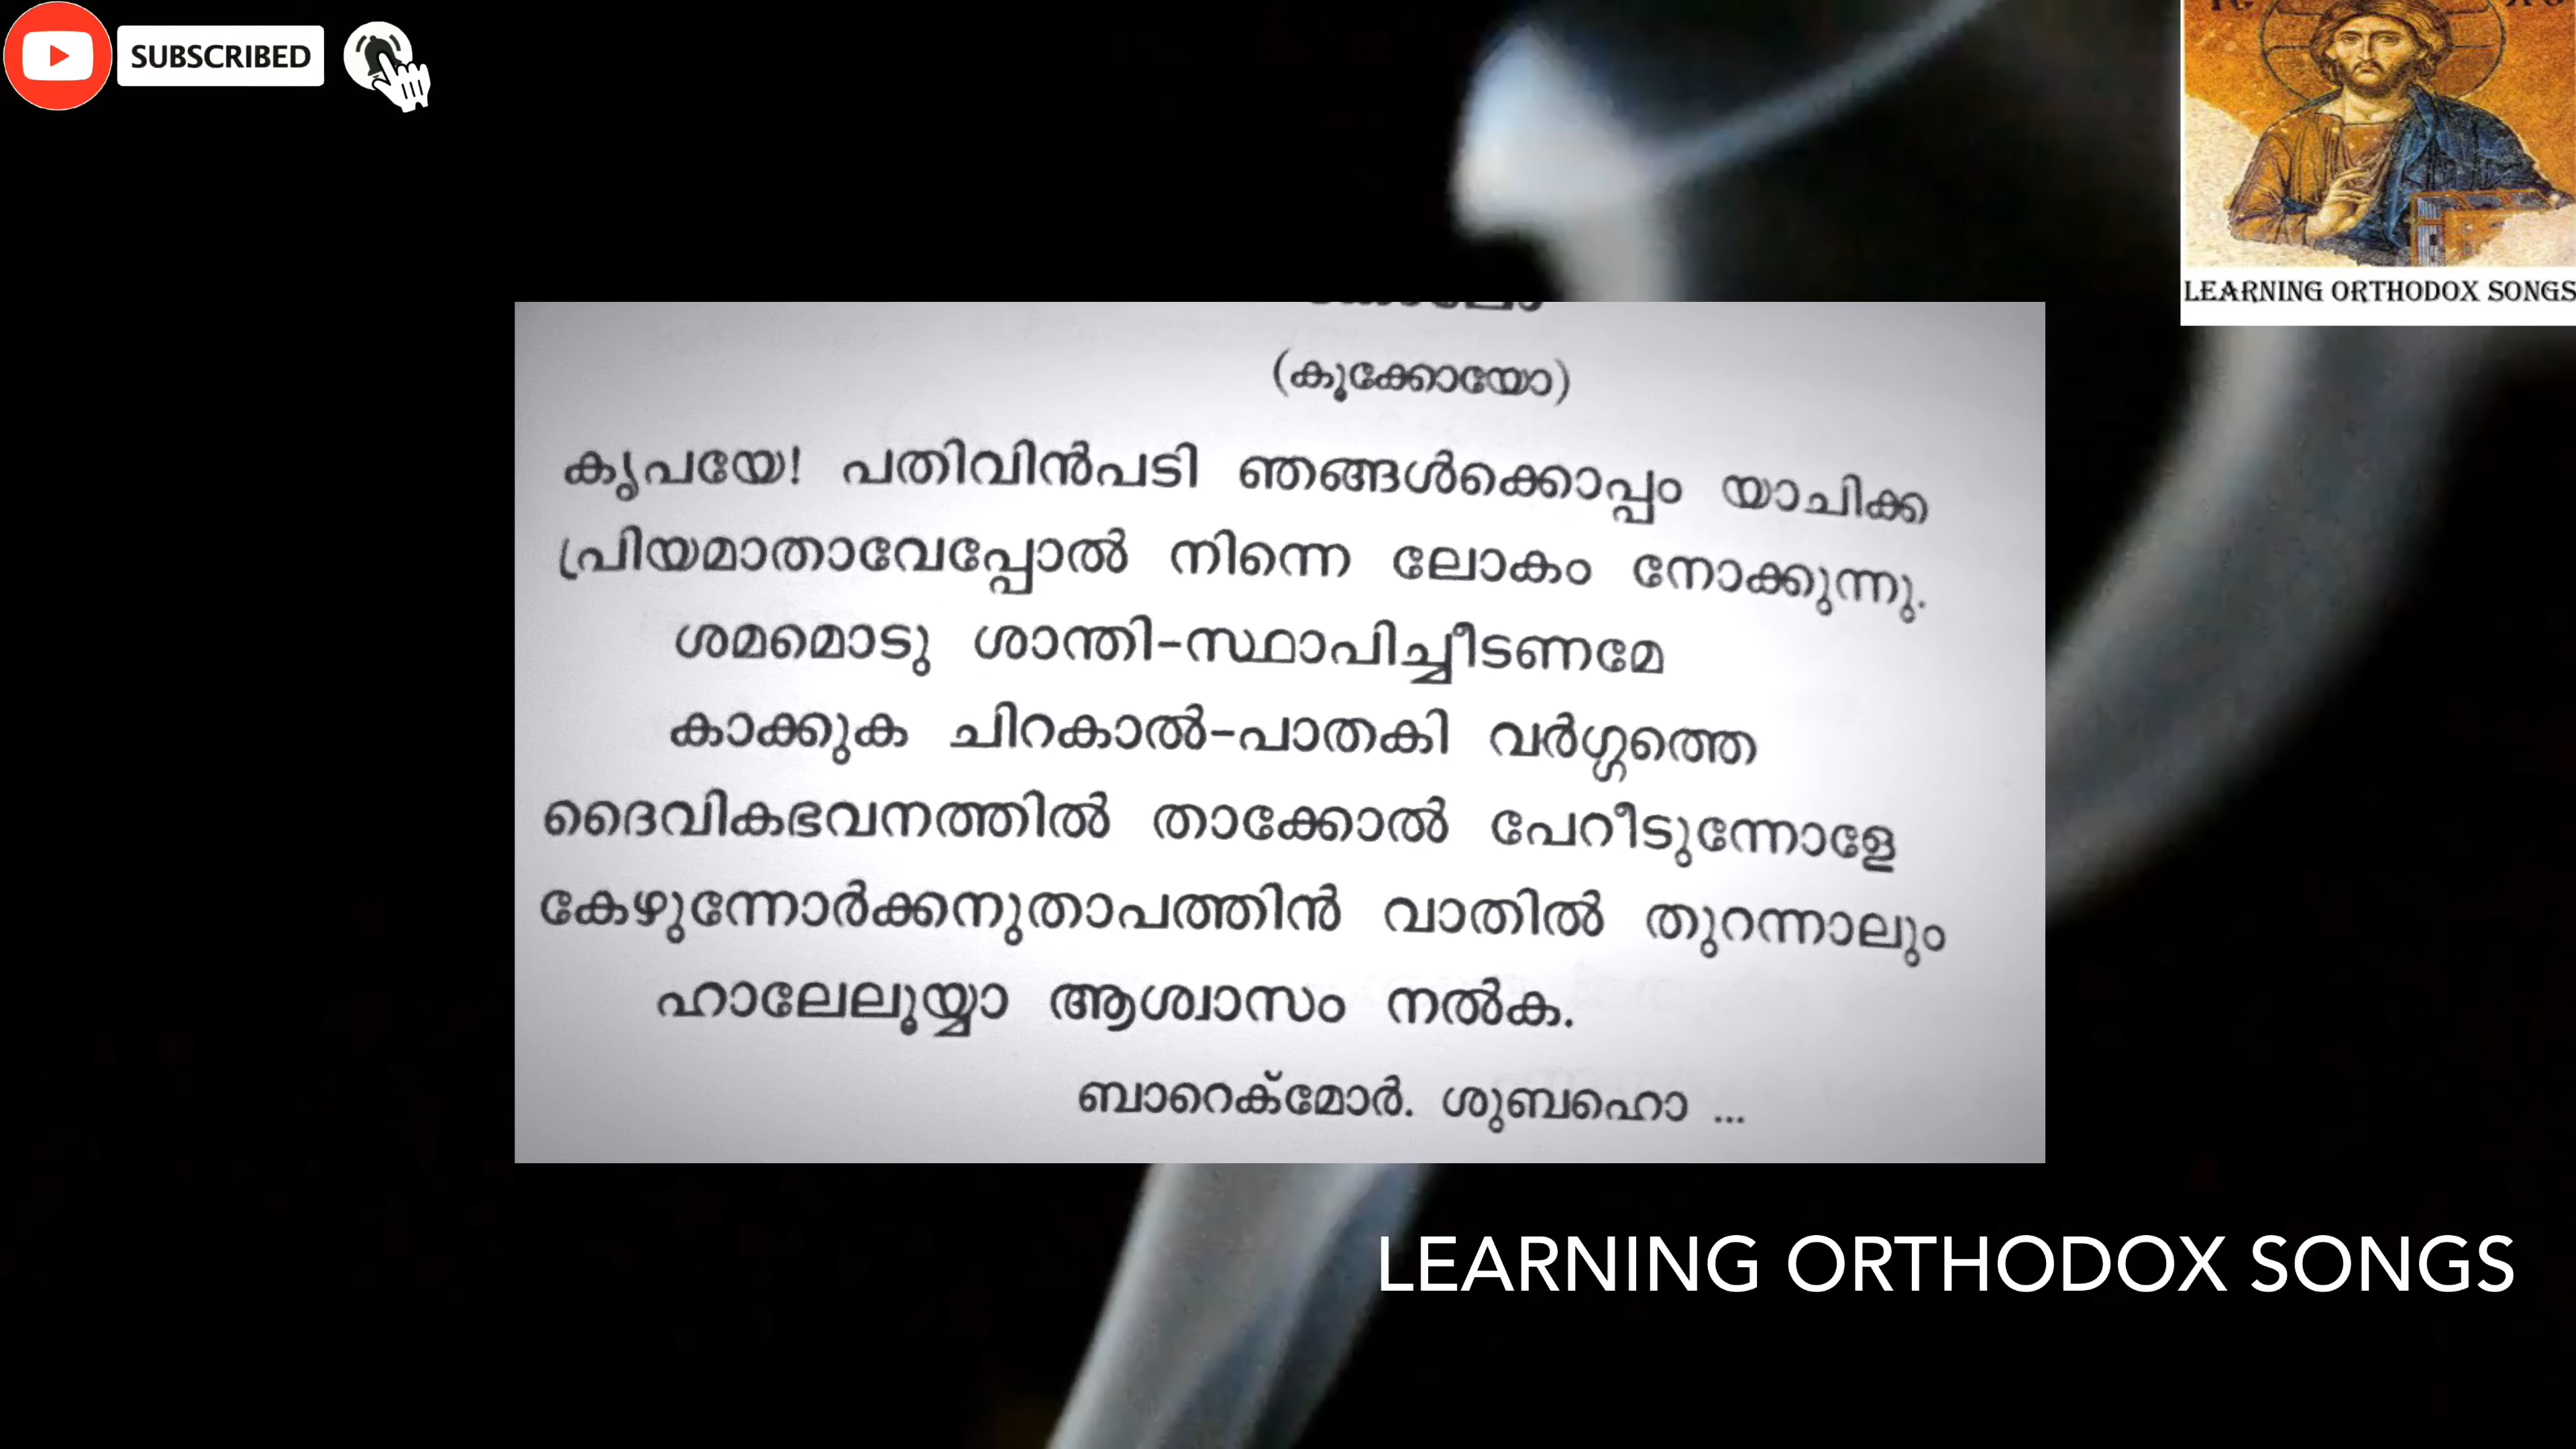 SUBSCRIBED
LEARNING ORTHODOX SONGS
(കൂക്കോയോ)
കൃപയേ! പതിവിൻപടി ഞങ്ങൾക്കൊപ്പം യാചിക്ക
പ്രിയമാതാവേപ്പോൽ നിന്നെ ലോകം നോക്കുന്നു.
ശമമൊടു ശാന്തി-സ്ഥാപിച്ചീടണമേ
കാക്കുക ചിറകാൽ-പാതകി വർഗ്ഗത്തെ
ദൈവികഭവനത്തിൽ താക്കോൽ പേറീടുന്നോളേ
കേഴുന്നോർക്കനുതാപത്തിൻ വാതിൽ തുറന്നാലും
ഹാലേലൂയ്യാ ആശ്വാസം നൽക.
ബാറെക്മോർ. ശുബഹൊ ...
LEARNING ORTHODOX SONGS